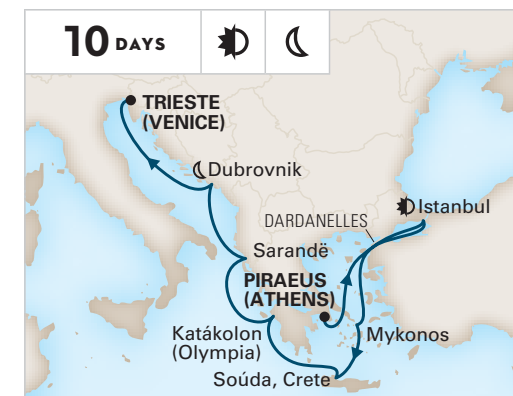 10 DAYS
TRIESTE
(VENICE)
Dubrovnik
Istanbul
DARDANELLES
Sarandë
PIRAEUS
(ATHENS)
Mykonos
Katákolon
(Olympia)
Soúda, Crete